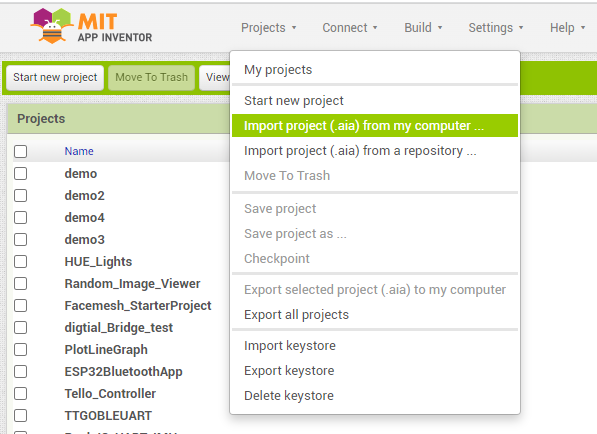 MIT
APP INVENTOR
Projects Connect Build Settings Help
Start new project Move To Trash View
My projects
Start new project
Import project (.aia) from my computer ...
Import project (.aia) from a repository ...
Move To Trash
Save project
Save project as ...
Checkpoint
Export selected project (.aia) to my computer
Export all projects
Import keystore
Export keystore
Delete keystore
Projects
Name
demo
demo2
demo4
demo3
HUE_Lights
Random_Image_Viewer
Facemesh_StarterProject
digtial_Bridge_test
PlotLineGraph
ESP32BluetoothApp
Tello_Controller
TTGOBLEUART